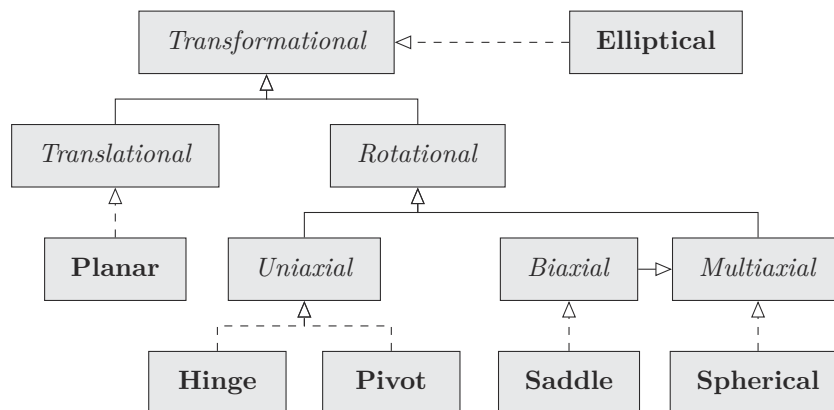 Transformational
Elliptical
Translational
Rotational
Planar
Uniaxial
Biaxial
Multiaxial
Hinge
Pivot
Saddle
Spherical